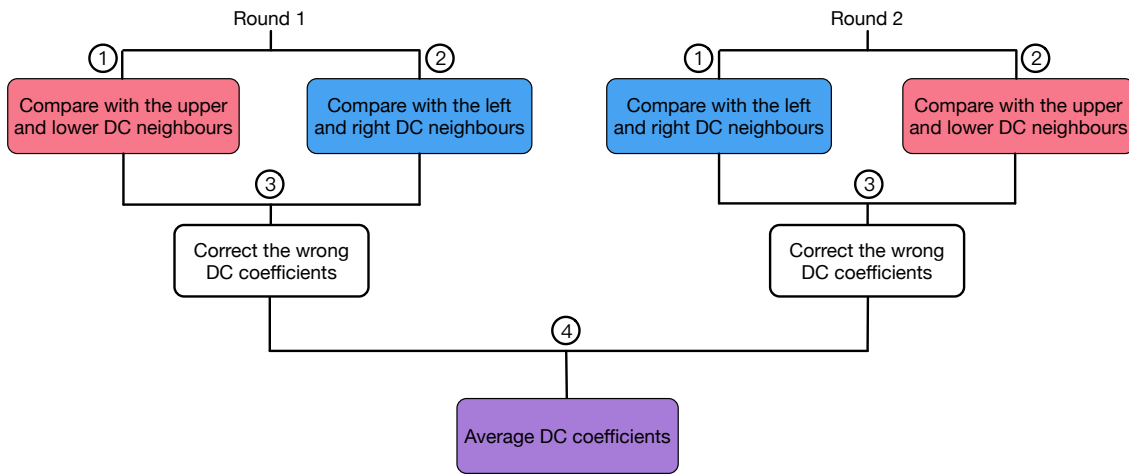 Round 1
Round 2
1
2
1
2
Compare with the upper
and lower DC neighbours
Compare with the left
and right DC neighbours
Compare with the left
and right DC neighbours
Compare with the upper
and lower DC neighbours
3
3
Correct the wrong
DC coefficients
Correct the wrong
DC coefficients
4
Average DC coefficients